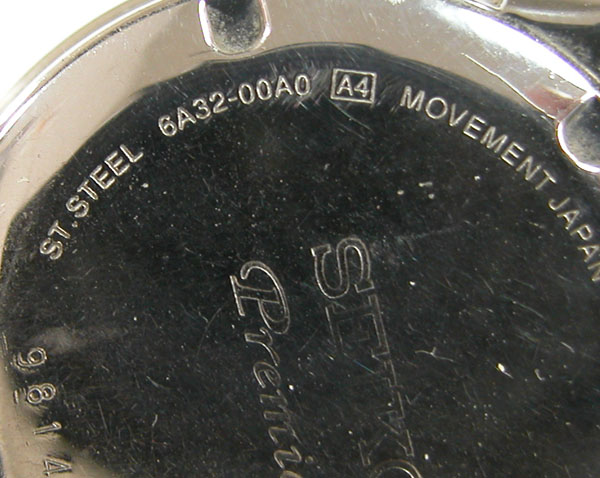 ST.STEEL 6A32-00A0 A4 MOVEMENT JAPAN
SEIKO
Premi
9814